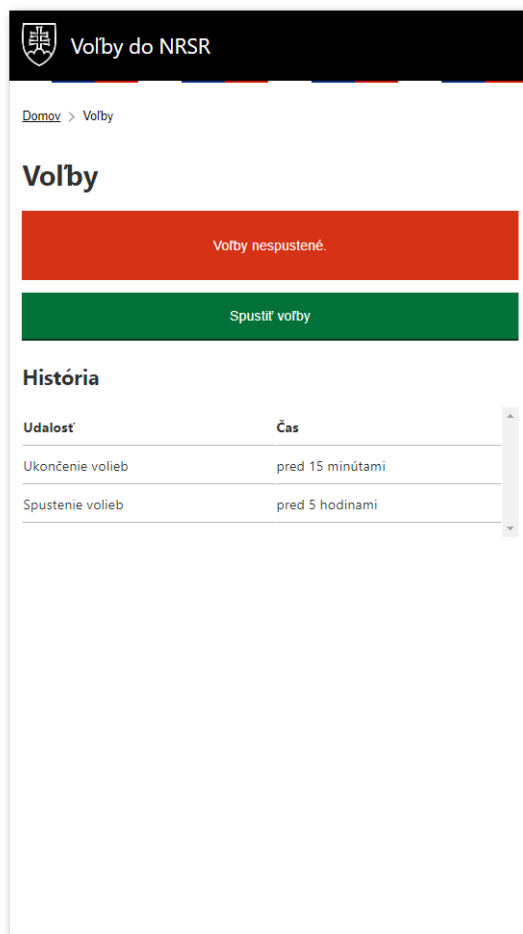 Voľby do NRSR
Domov > Voľby
Voľby
Voľby nespustené.
Spustiť voľby
História
Udalosť Čas
Ukončenie volieb pred 15 minútami
Spustenie volieb pred 5 hodinami